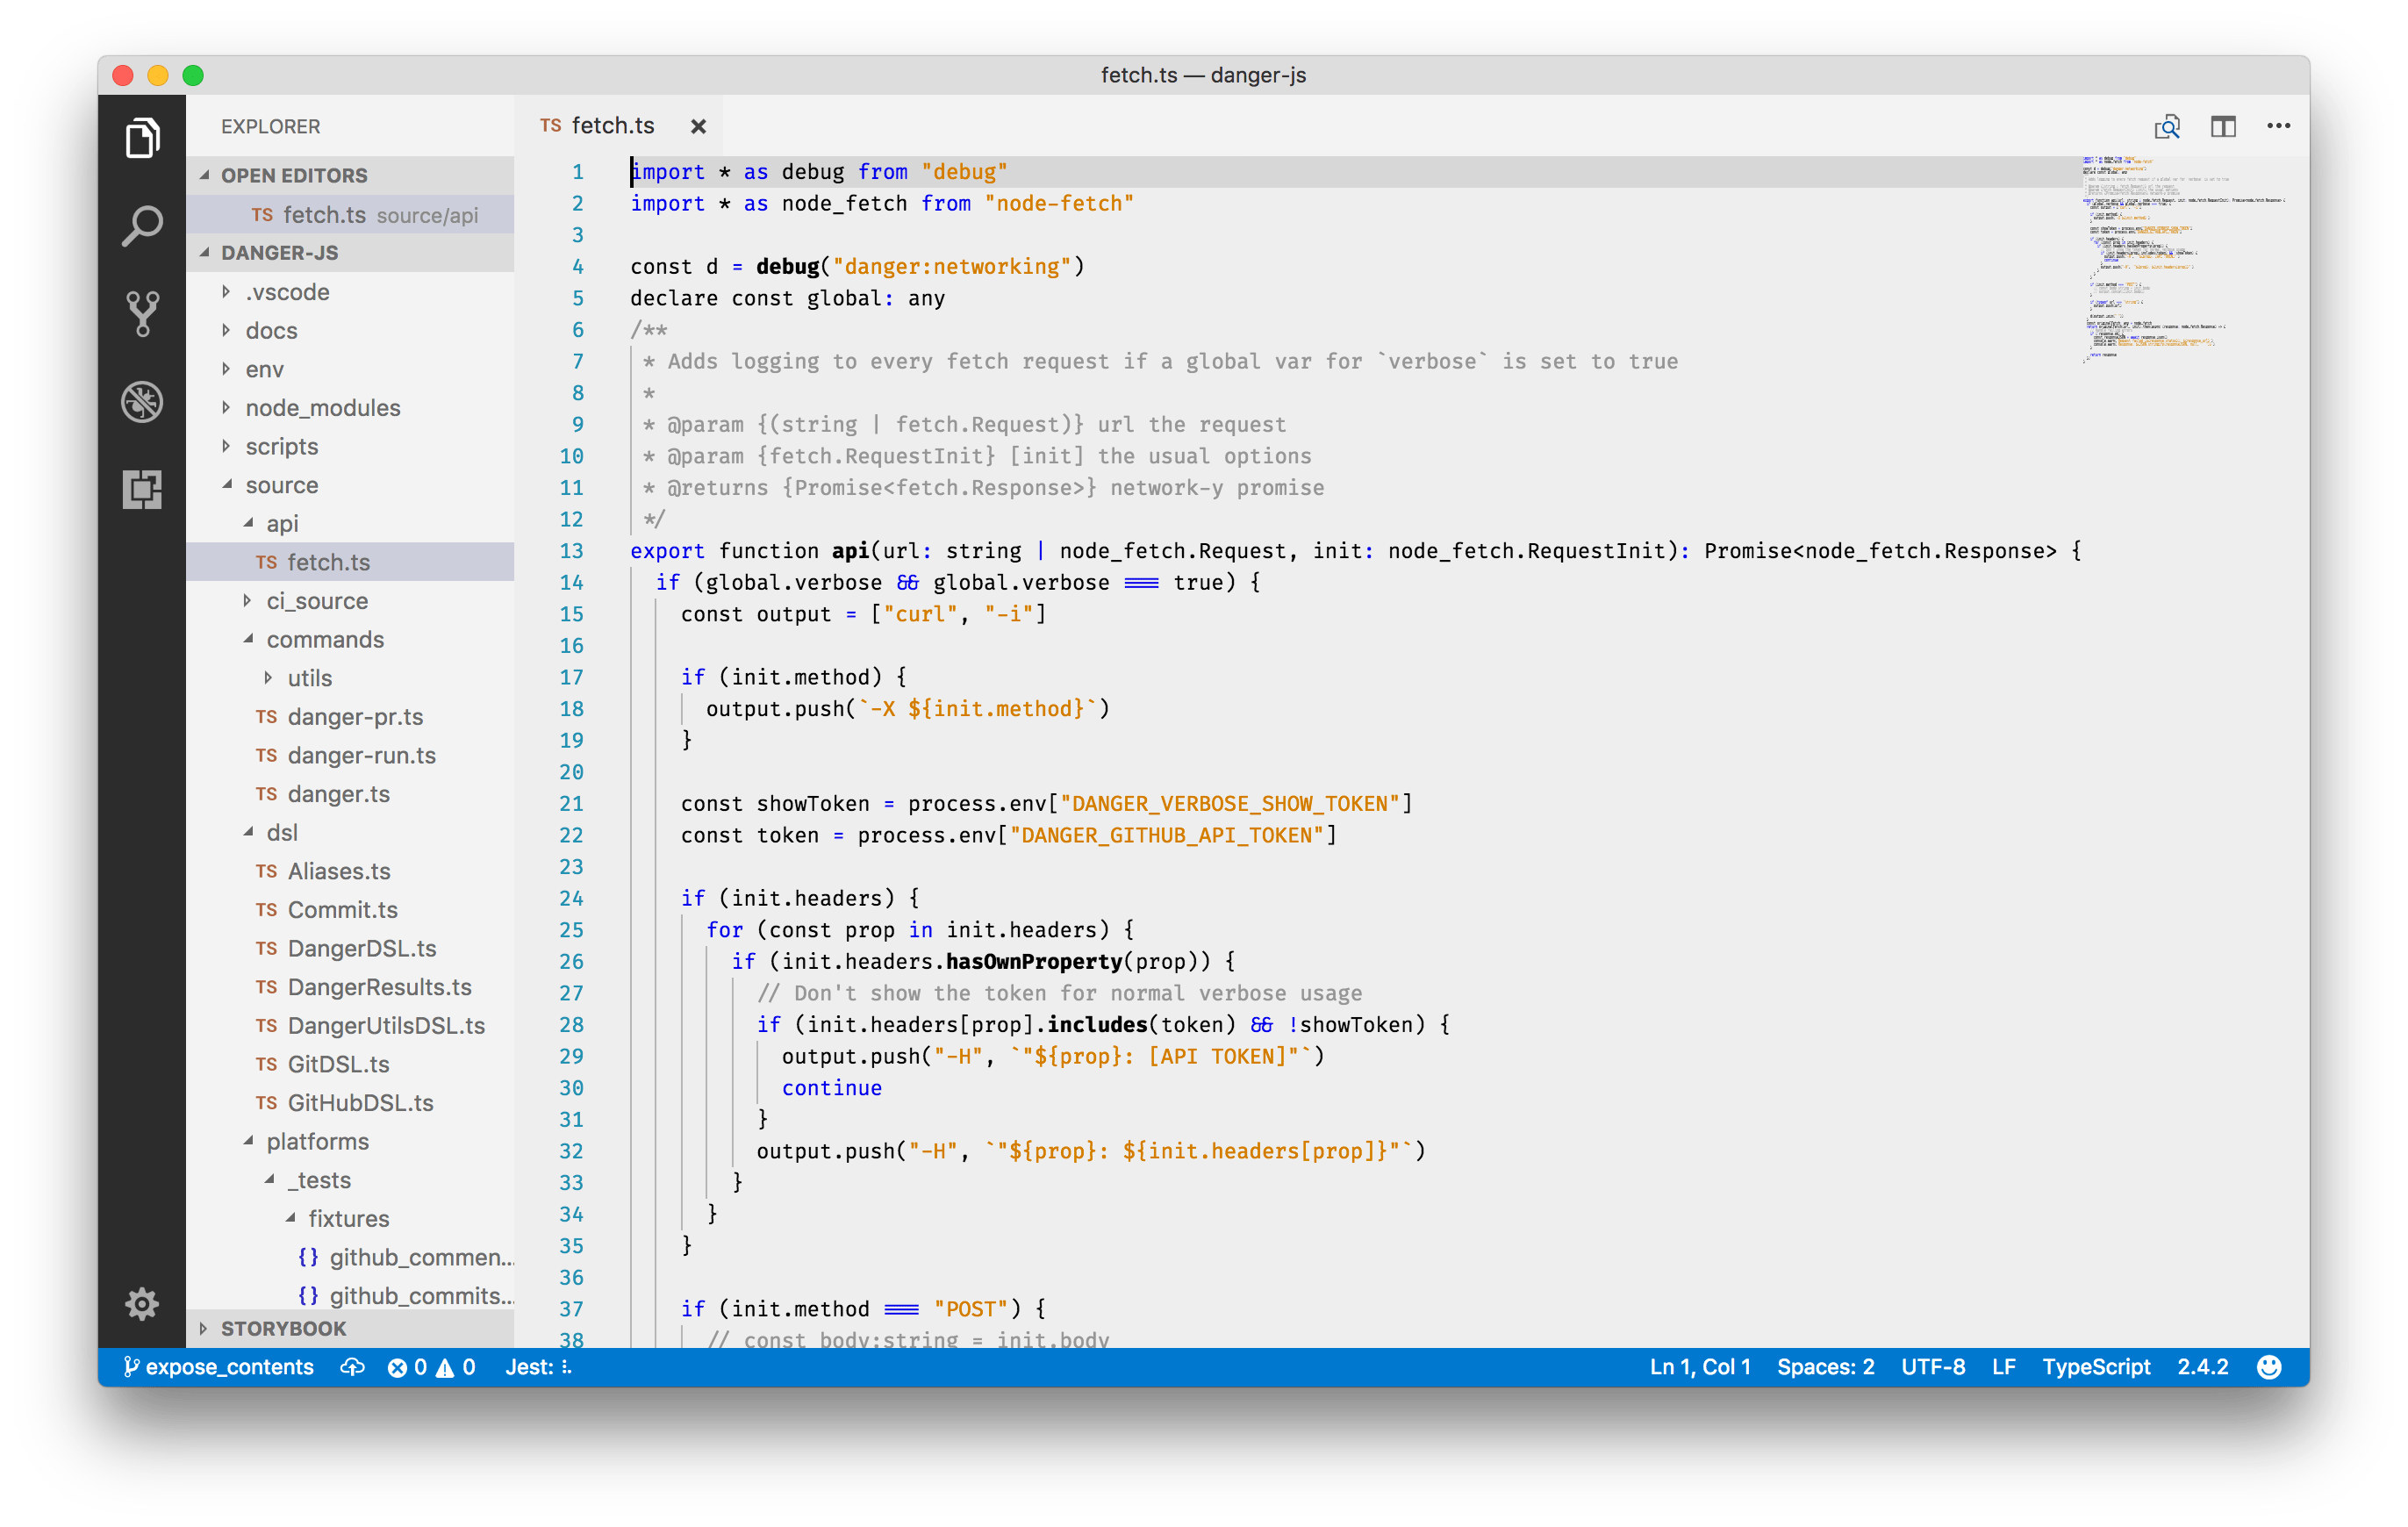 fetch.ts — danger-js
EXPLORER
OPEN EDITORS
TS fetch.ts source/api
DANGER-JS
.vscode
docs
env
node_modules
scripts
source
api
TS fetch.ts
ci_source
commands
utils
TS danger-pr.ts
TS danger-run.ts
TS danger.ts
dsl
TS Aliases.ts
TS Commit.ts
TS DangerDSL.ts
TS DangerResults.ts
TS DangerUtilsDSL.ts
TS GitDSL.ts
TS GitHubDSL.ts
platforms
_tests
fixtures
{} github_commen...
{} github_commits...
STORYBOOK
TS fetch.ts
1 import * as debug from "debug"
2 import * as node_fetch from "node-fetch"
3
4 const d = debug("danger:networking")
5 declare const global: any
6 /**
7  * Adds logging to every fetch request if a global var for `verbose` is set to true
8  *
9  * @param {(string | fetch.Request)} url the request
10  * @param {fetch.RequestInit} [init] the usual options
11  * @returns {Promise<fetch.Response>} network-y promise
12  */
13 export function api(url: string | node_fetch.Request, init: node_fetch.RequestInit): Promise<node_fetch.Response> {
14   if (global.verbose && global.verbose === true) {
15     const output = ["curl", "-i"]
16
17     if (init.method) {
18       output.push(`-X ${init.method}`)
19     }
20
21     const showToken = process.env["DANGER_VERBOSE_SHOW_TOKEN"]
22     const token = process.env["DANGER_GITHUB_API_TOKEN"]
23
24     if (init.headers) {
25       for (const prop in init.headers) {
26         if (init.headers.hasOwnProperty(prop)) {
27           // Don't show the token for normal verbose usage
28           if (init.headers[prop].includes(token) && !showToken) {
29             output.push("-H", `"${prop}: [API TOKEN]"`)
30             continue
31           }
32           output.push("-H", `"${prop}: ${init.headers[prop]}"`)
33         }
34       }
35     }
36
37     if (init.method === "POST") {
38       // const body:string = init.body
expose_contents 0 0 Jest:
Ln 1, Col 1 Spaces: 2 UTF-8 LF TypeScript 2.4.2